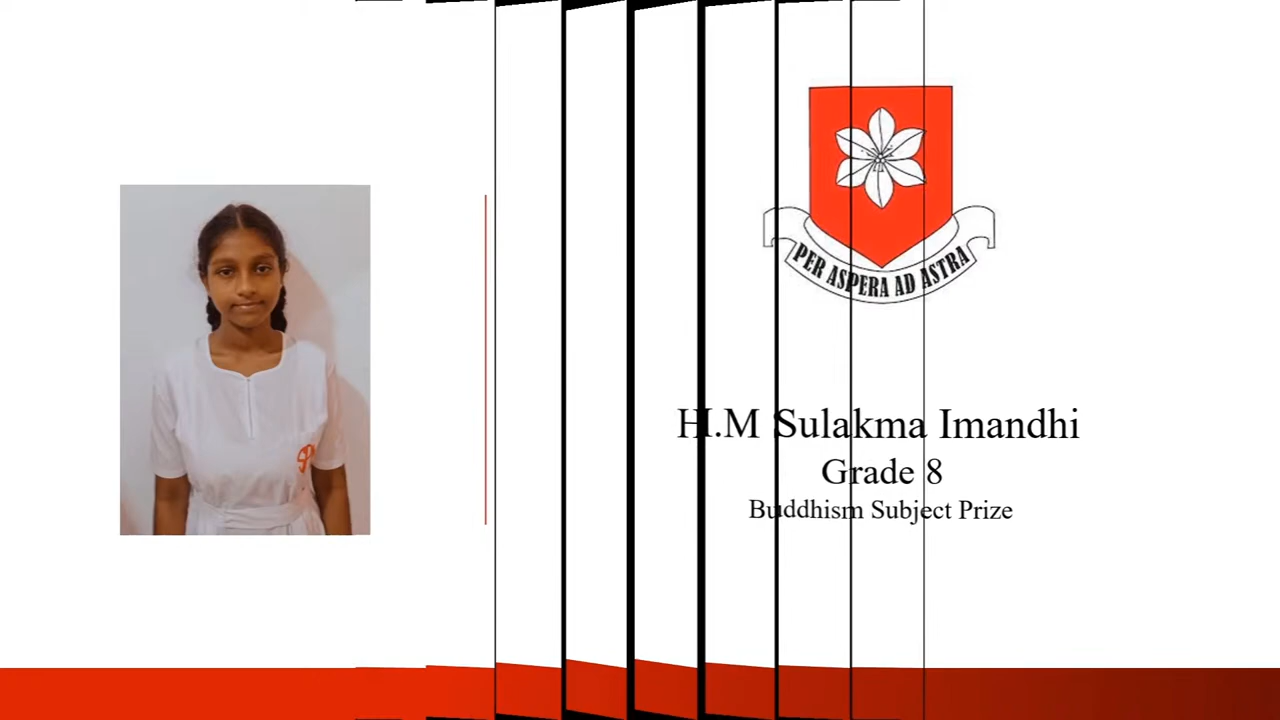 PER ASPERA AD ASTRA
H.M Sulakma Imandhi
Grade 8
Buddhism Subject Prize